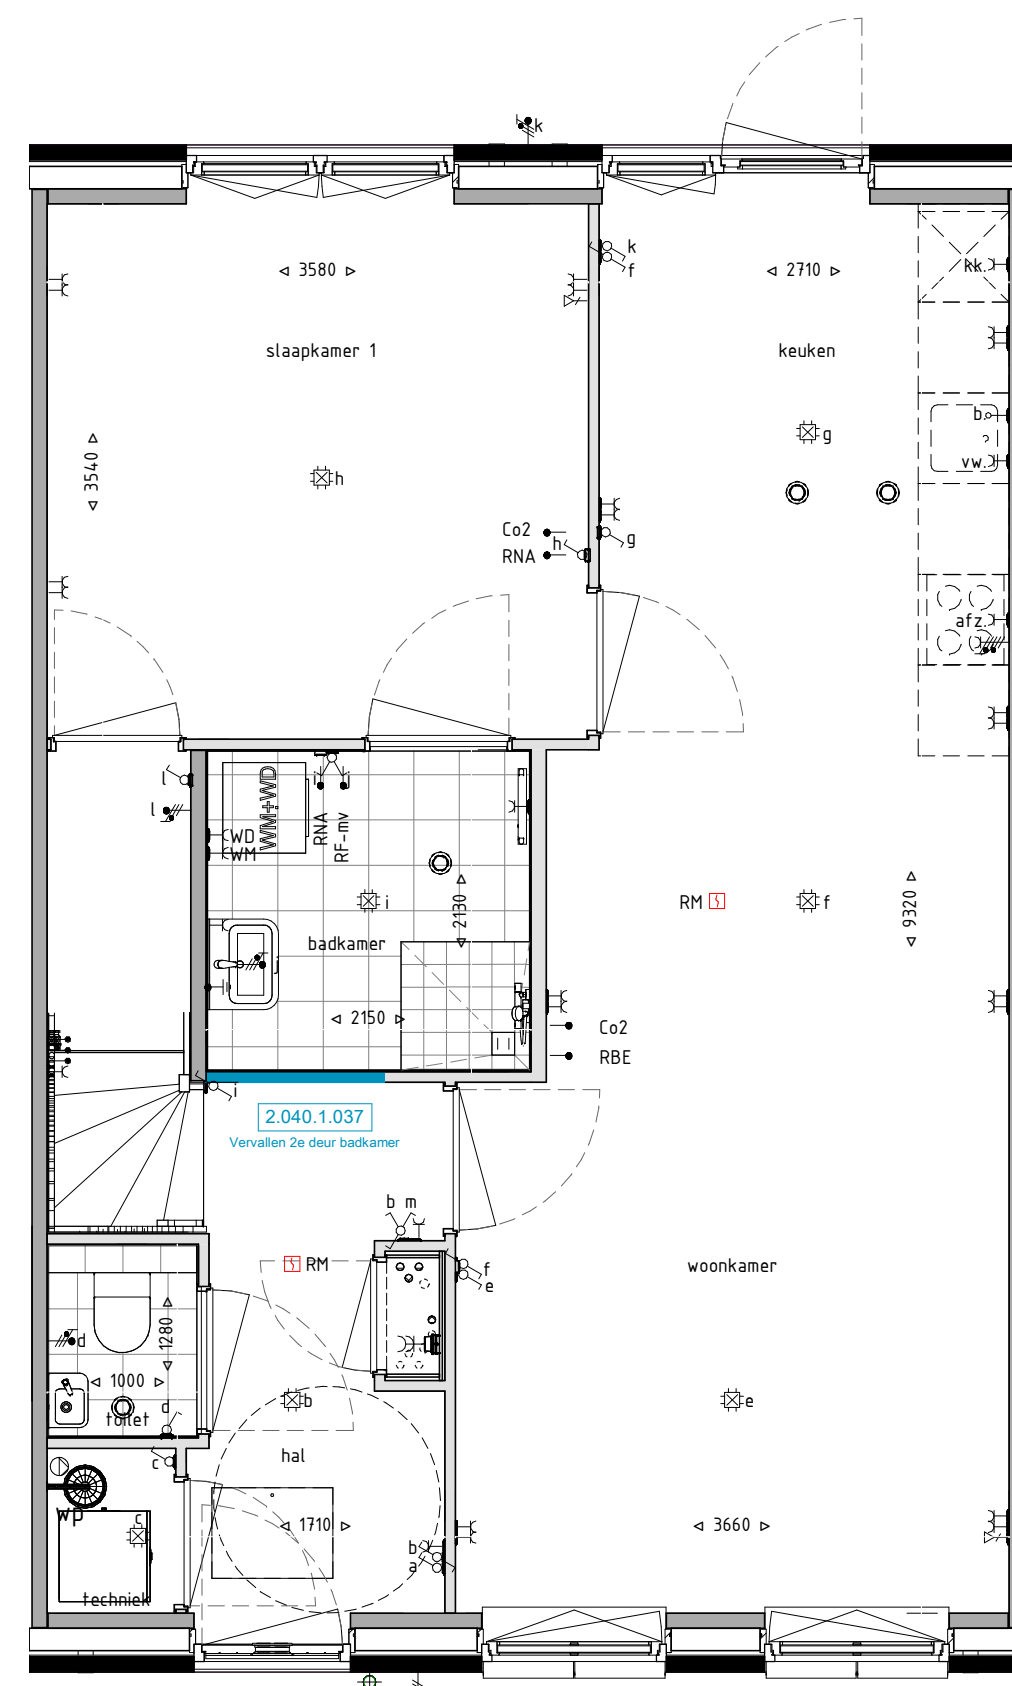 k
k
f
3580
2710
kk.
slaapkamer 1
keuken
b.
g
vw.
3540
h
Co2
h
g
RNA
afz.
l
l
WM+WD
WD
WM
RNA
RF-mv
i
2130
RM
f
9320
badkamer
2150
Co2
RBE
i
2.040.1.037
Vervallen 2e deur badkamer
b m
RM
f
e
woonkamer
d
1280
1000
d
toilet
b
e
hal
c
wp
c
1710
3660
b
a
techniek